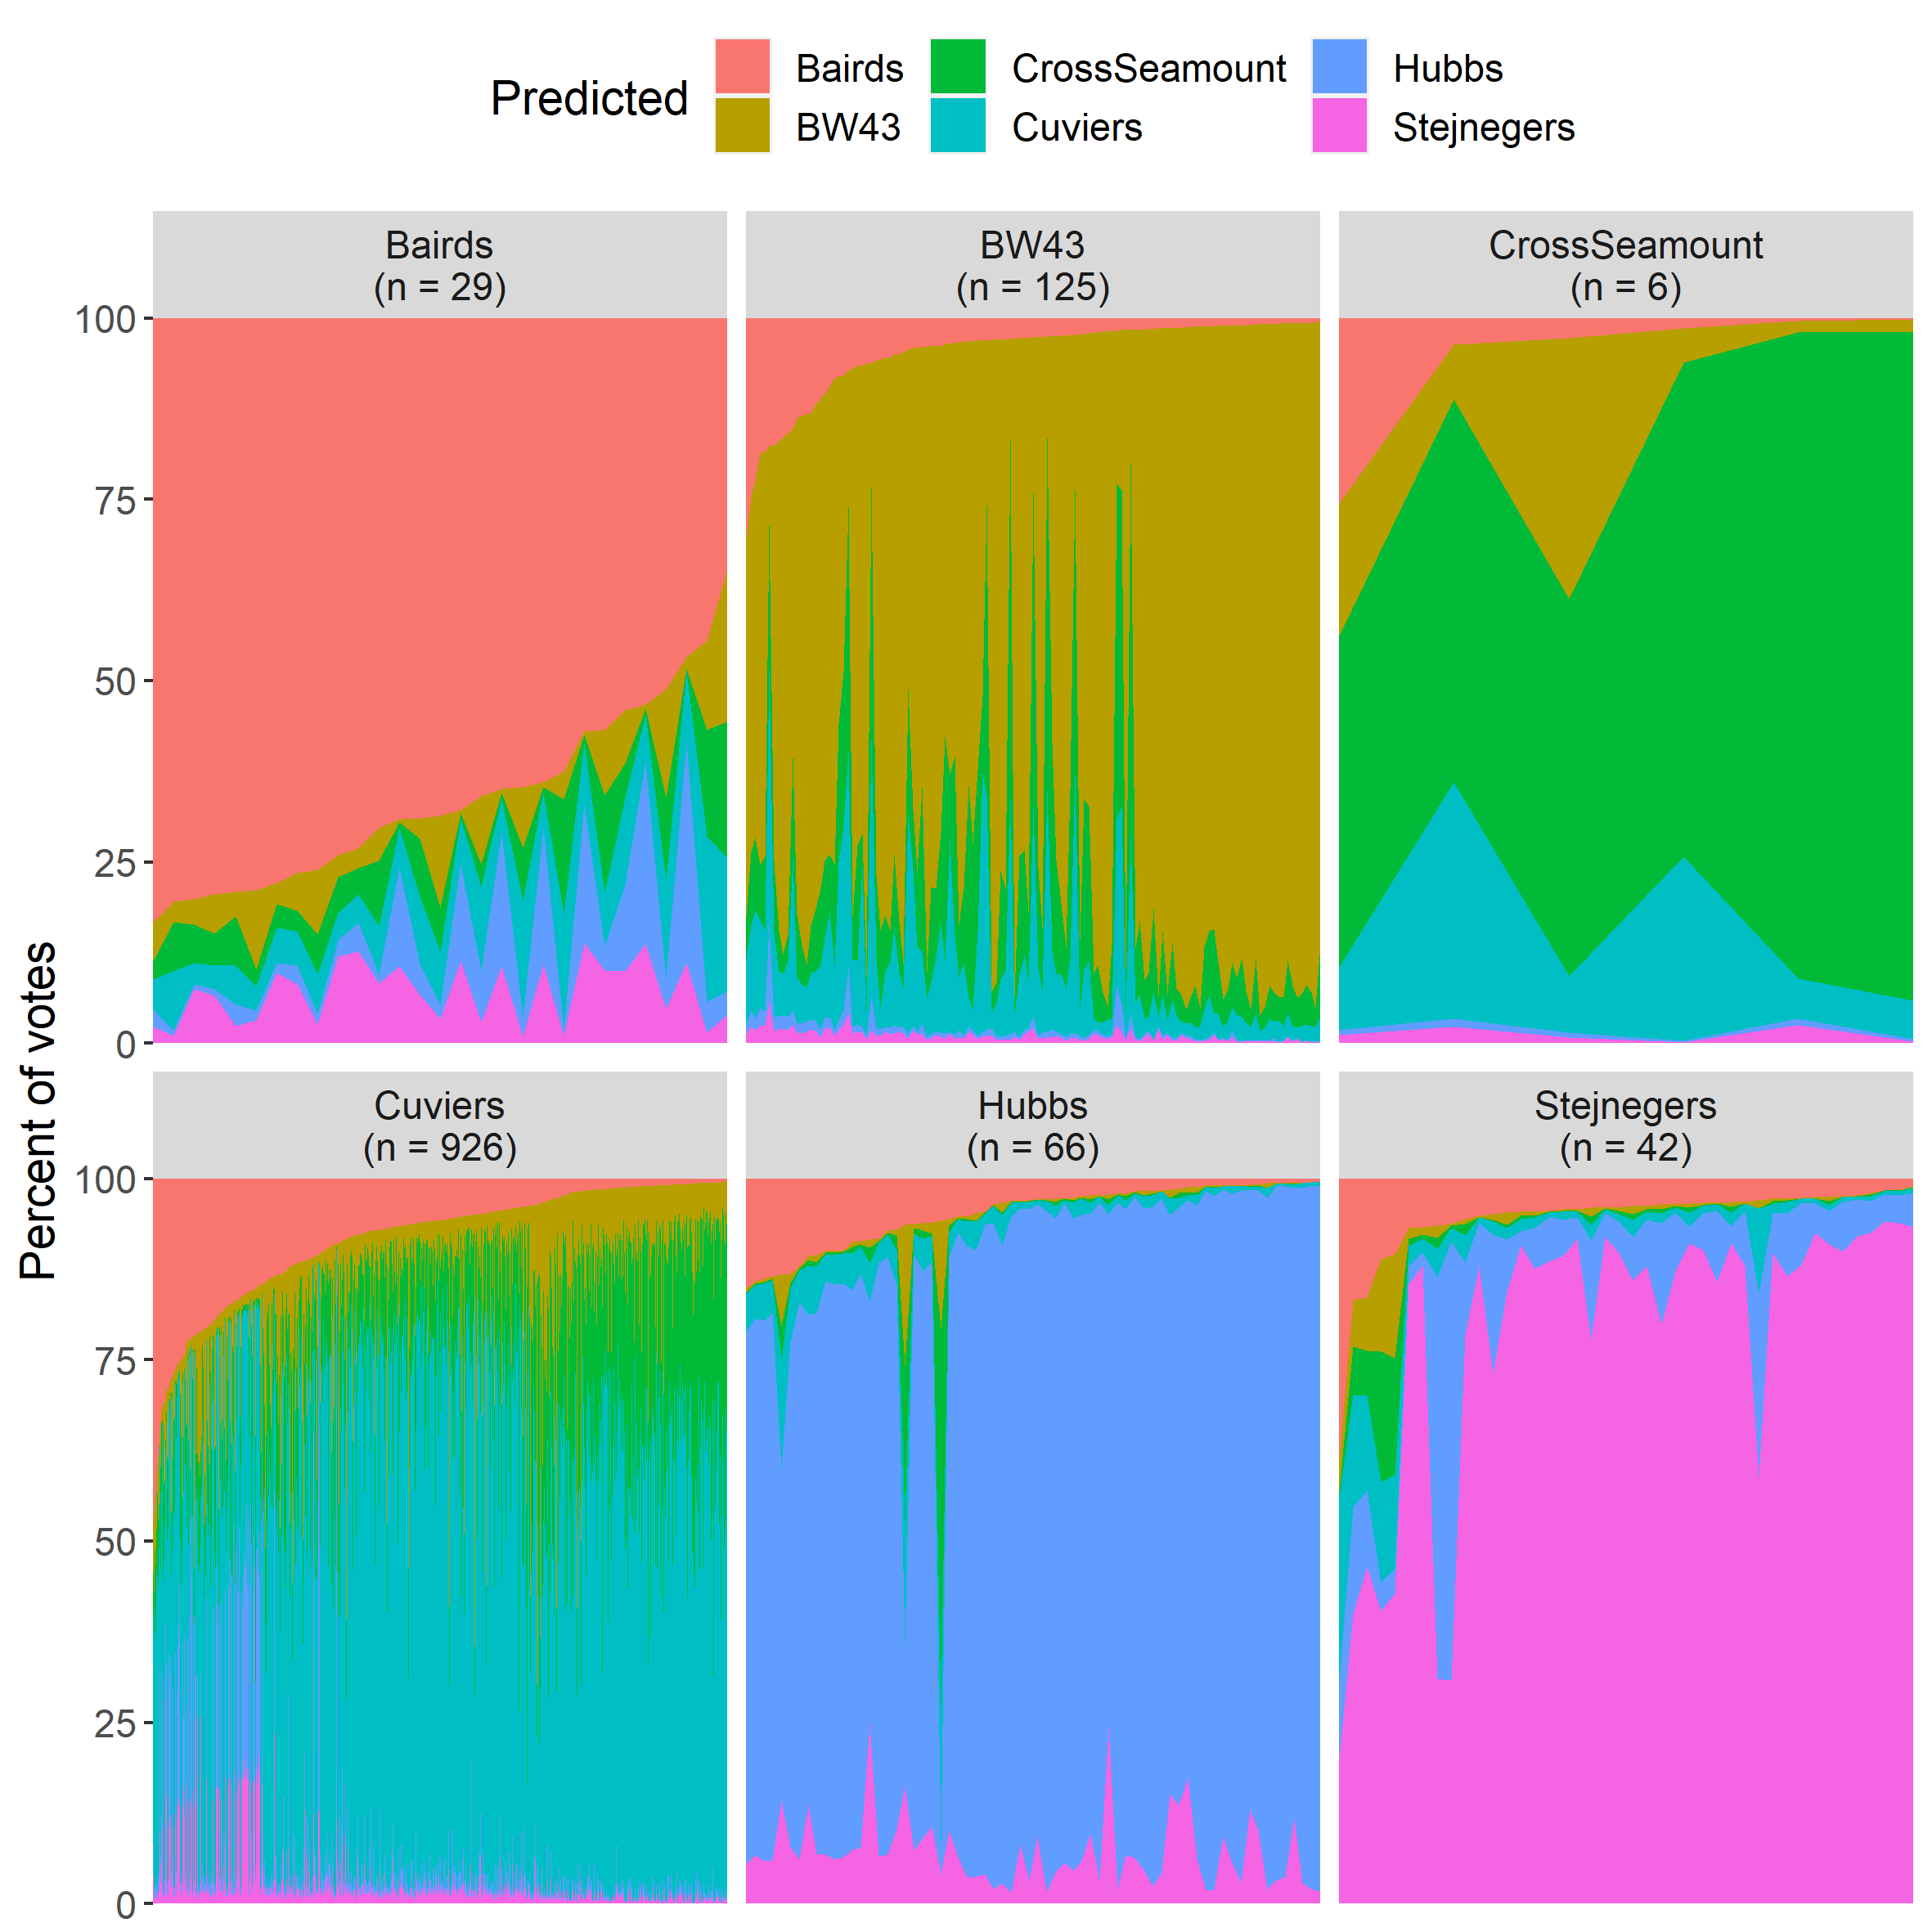 Predicted
Bairds
CrossSeamount
Hubbs
BW43
Cuviers
Stejnegers
Bairds
(n = 29)
BW43
(n = 125)
CrossSeamount
(n = 6)
100
75
50
25
0
Percent of votes
Cuviers
(n = 926)
Hubbs
(n = 66)
Stejnegers
(n = 42)
100
75
50
25
0